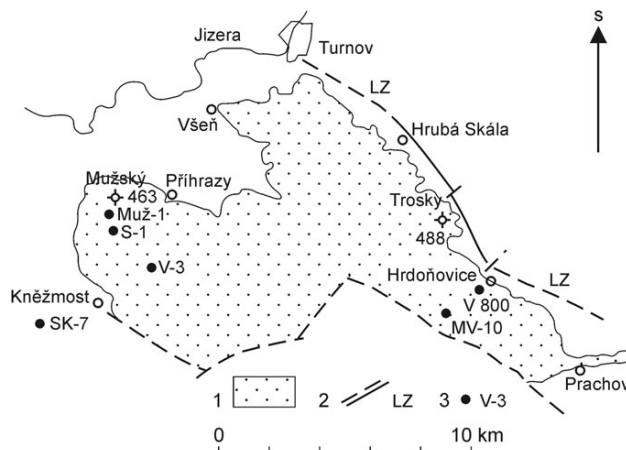 Jizera
Turnov
S
LZ
Všeň
Hrubá Skála
Mužský
463
Příhrazy
Trosky
488
Muž-1
S-1
V-3
Hrdoňovice
LZ
V 800
Kněžmost
MV-10
SK-7
Prachov
1
2
LZ
3
V-3
0
10 km